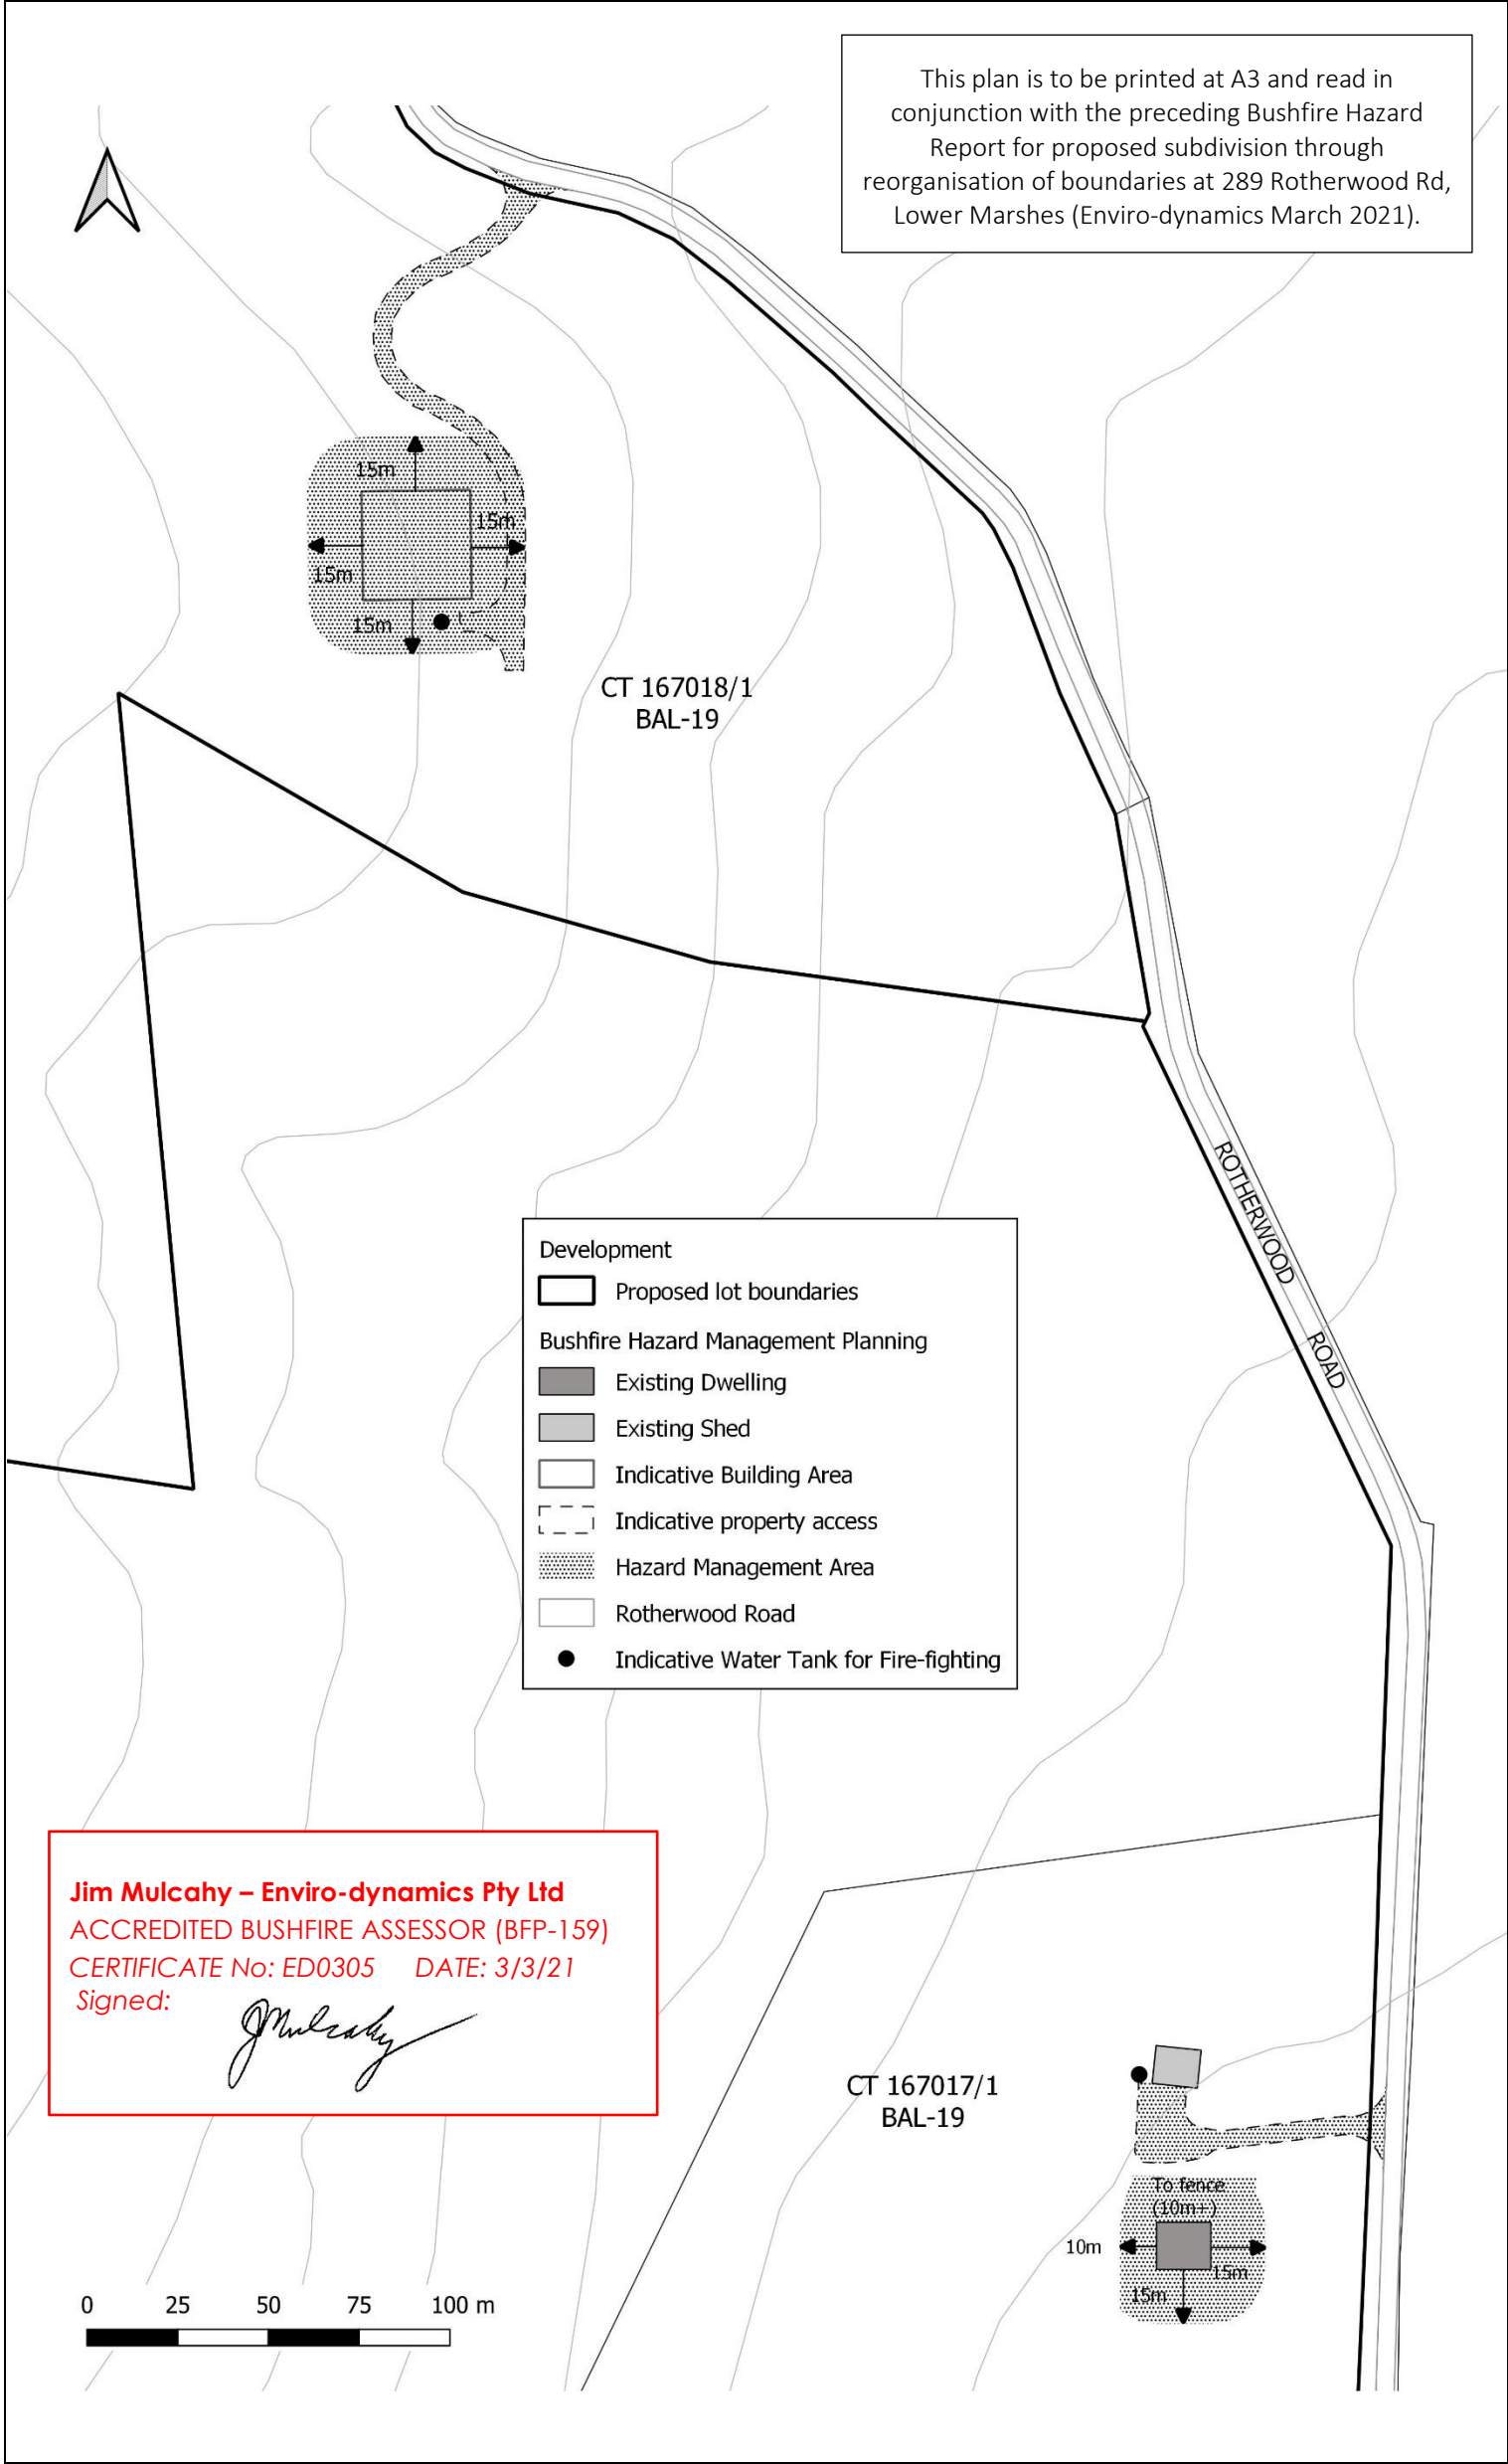 This plan is to be printed at A3 and read in
conjunction with the preceding Bushfire Hazard
Report for proposed subdivision through
reorganisation of boundaries at 289 Rotherwood Rd,
Lower Marshes (Enviro-dynamics March 2021).
15m
15m
15m
15m
CT 167018/1
BAL-19
ROTHERWOOD ROAD
Development
Proposed lot boundaries
Bushfire Hazard Management Planning
Existing Dwelling
Existing Shed
Indicative Building Area
Indicative property access
Hazard Management Area
Rotherwood Road
Indicative Water Tank for Fire-fighting
Jim Mulcahy – Enviro-dynamics Pty Ltd
ACCREDITED BUSHFIRE ASSESSOR (BFP-159)
CERTIFICATE No: ED0305 DATE: 3/3/21
Signed:
JMulcahy
CT 167017/1
BAL-19
To fence
(10m+)
10m
15m
15m
0 25 50 75 100 m